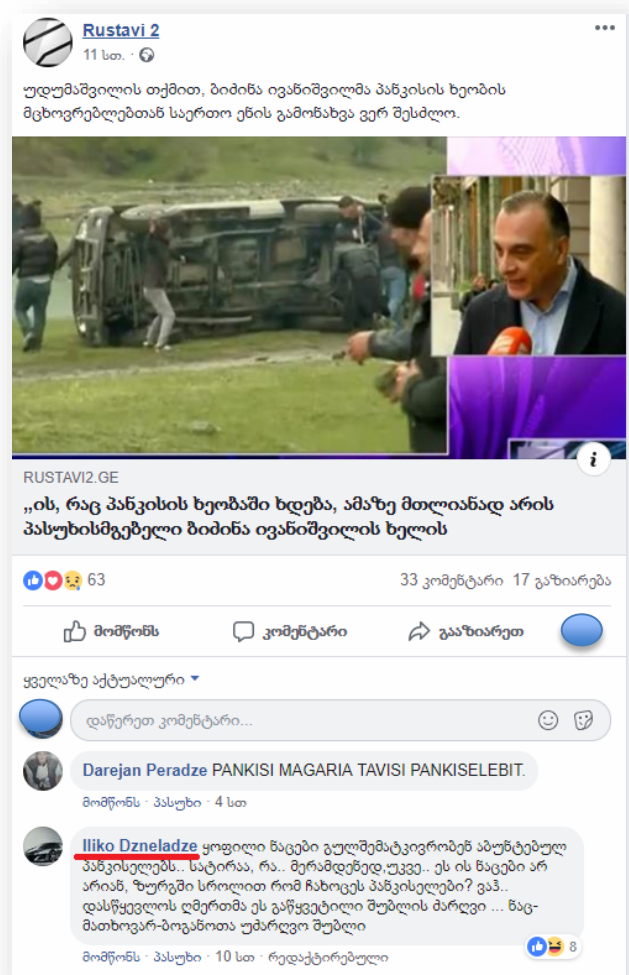 Rustavi 2
11 სთ. ·
უდუმაშვილის თქმით, ბიძინა ივანიშვილმა პანკისის ხეობის
მცხოვრებლებთან საერთო ენის გამონახვა ვერ შესძლო.
i
RUSTAVI2.GE
„ის, რაც პანკისის ხეობაში ხდება, ამაზე მთლიანად არის
პასუხისმგებელი ბიძინა ივანიშვილის ხელის
63
33 კომენტარი 17 გაზიარება
მომწონს კომენტარი გააზიარეთ
ყველაზე აქტუალური
დაწერეთ კომენტარი...
Darejan Peradze PANKISI MAGARIA TAVISI PANKISELEBIT.
მომწონს · პასუხი · 4 სთ
Iliko Dzneladze ყოფილი ნაცები გულშემატკივრობენ აბუნტებულ
პანკისელებს.. სატირაა, რა.. მერამდენედ,უკვე.. ეს ის ნაცები არ
არიან, ზურგში სროლით რომ ჩახოცეს პანკისელები? ვაჰ..
დასწყევლოს ღმერთმა ეს გაწყვეტილი შუბლის ძარღვი ... ნაც-
მათხოვარ-ბოგანოთა უძარღვო შუბლი
8
მომწონს · პასუხი · 10 სთ · რედაქტირებული